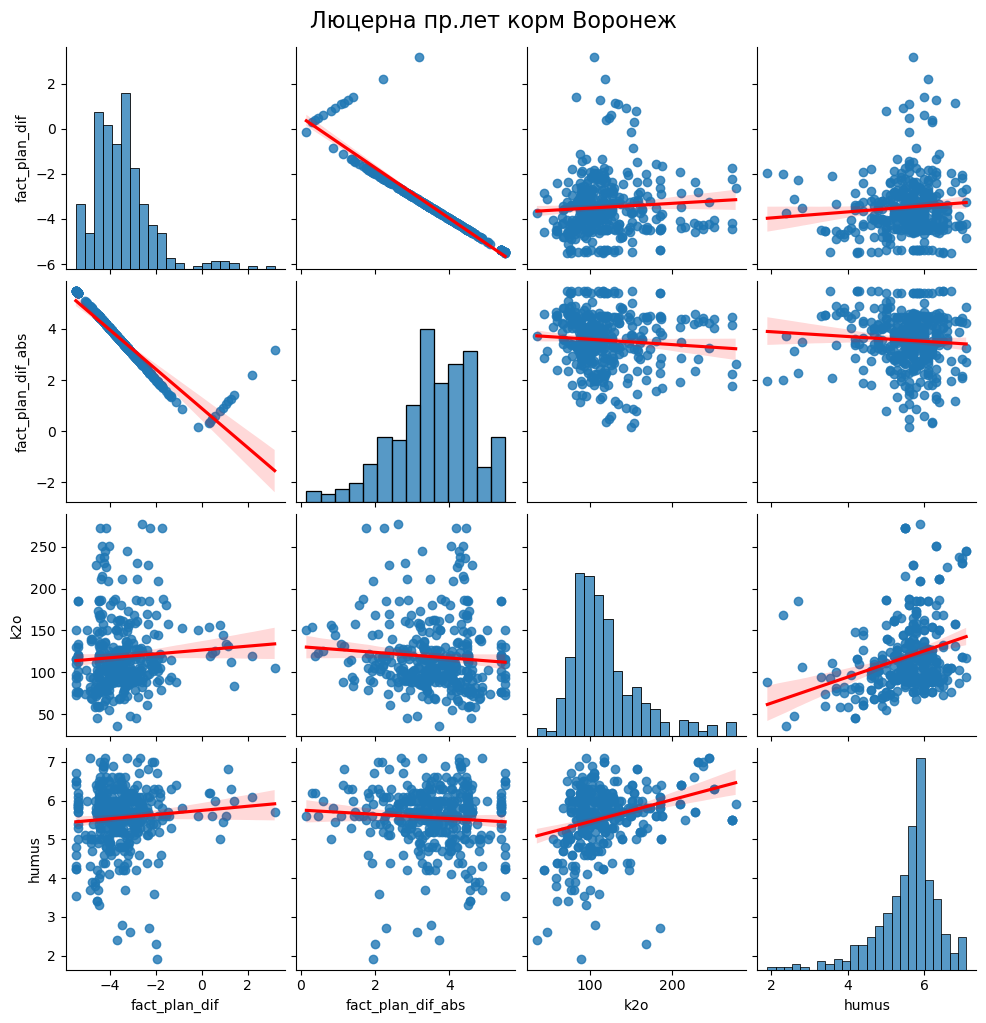 Люцерна пр.лет корм Воронеж
fact_plan_dif
2
0
−2
−4
−6
fact_plan_dif_abs
4
2
0
−2
k2o
250
200
150
100
50
humus
7
6
5
4
3
2
−4 −2 0 2
0 2 4
100 200
2 4 6
fact_plan_dif fact_plan_dif_abs k2o humus